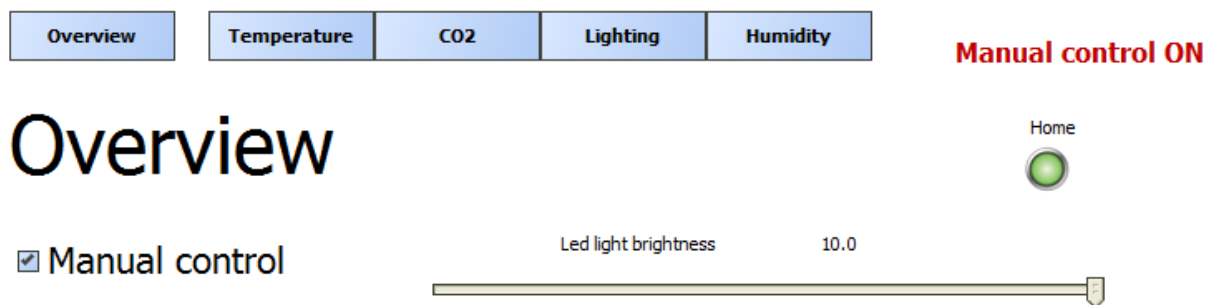 Overview Temperature CO2 Lighting Humidity
Manual control ON
Overview
Home
Manual control
Led light brightness 10.0